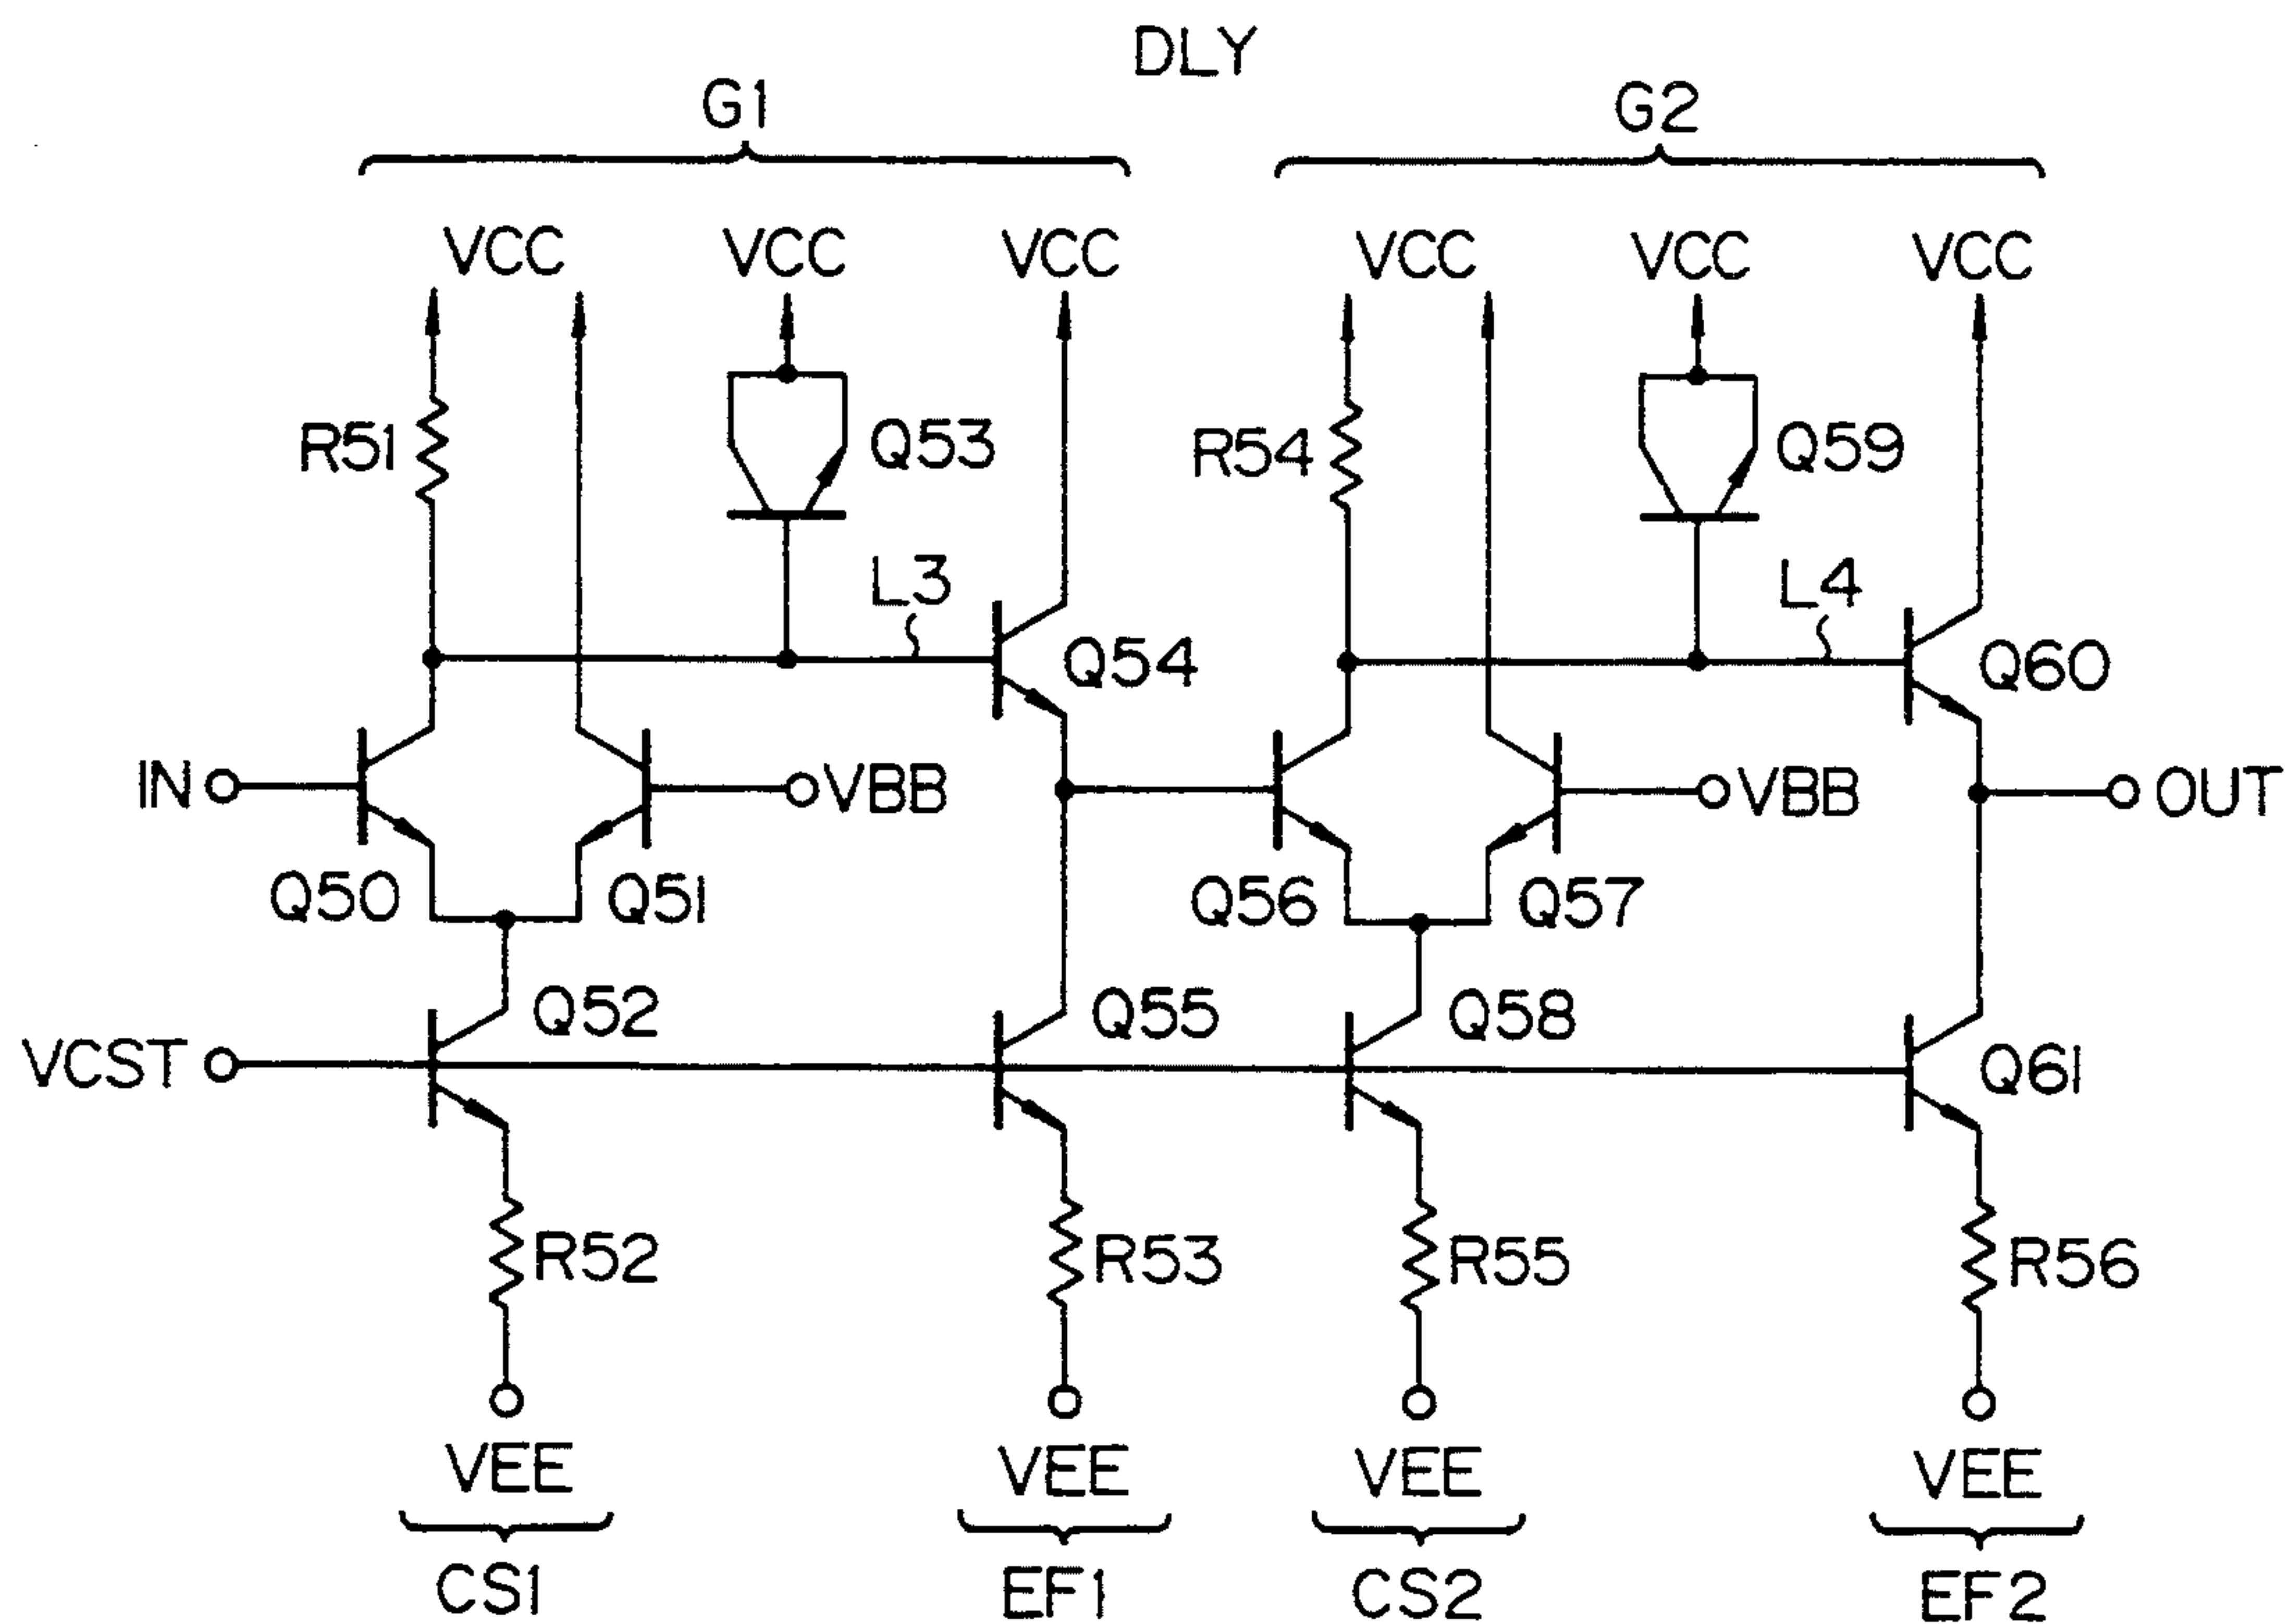 DLY
G1 G2
VCC VCC VCC VCC VCC VCC
R51 Q53 R54 Q59
L3 L4
Q54 Q60
IN VBB VBB OUT
Q50 Q51 Q56 Q57
Q52 Q55 Q58
VCST Q61
R52 R53 R55 R56
VEE VEE VEE VEE
CS1 EF1 CS2 EF2